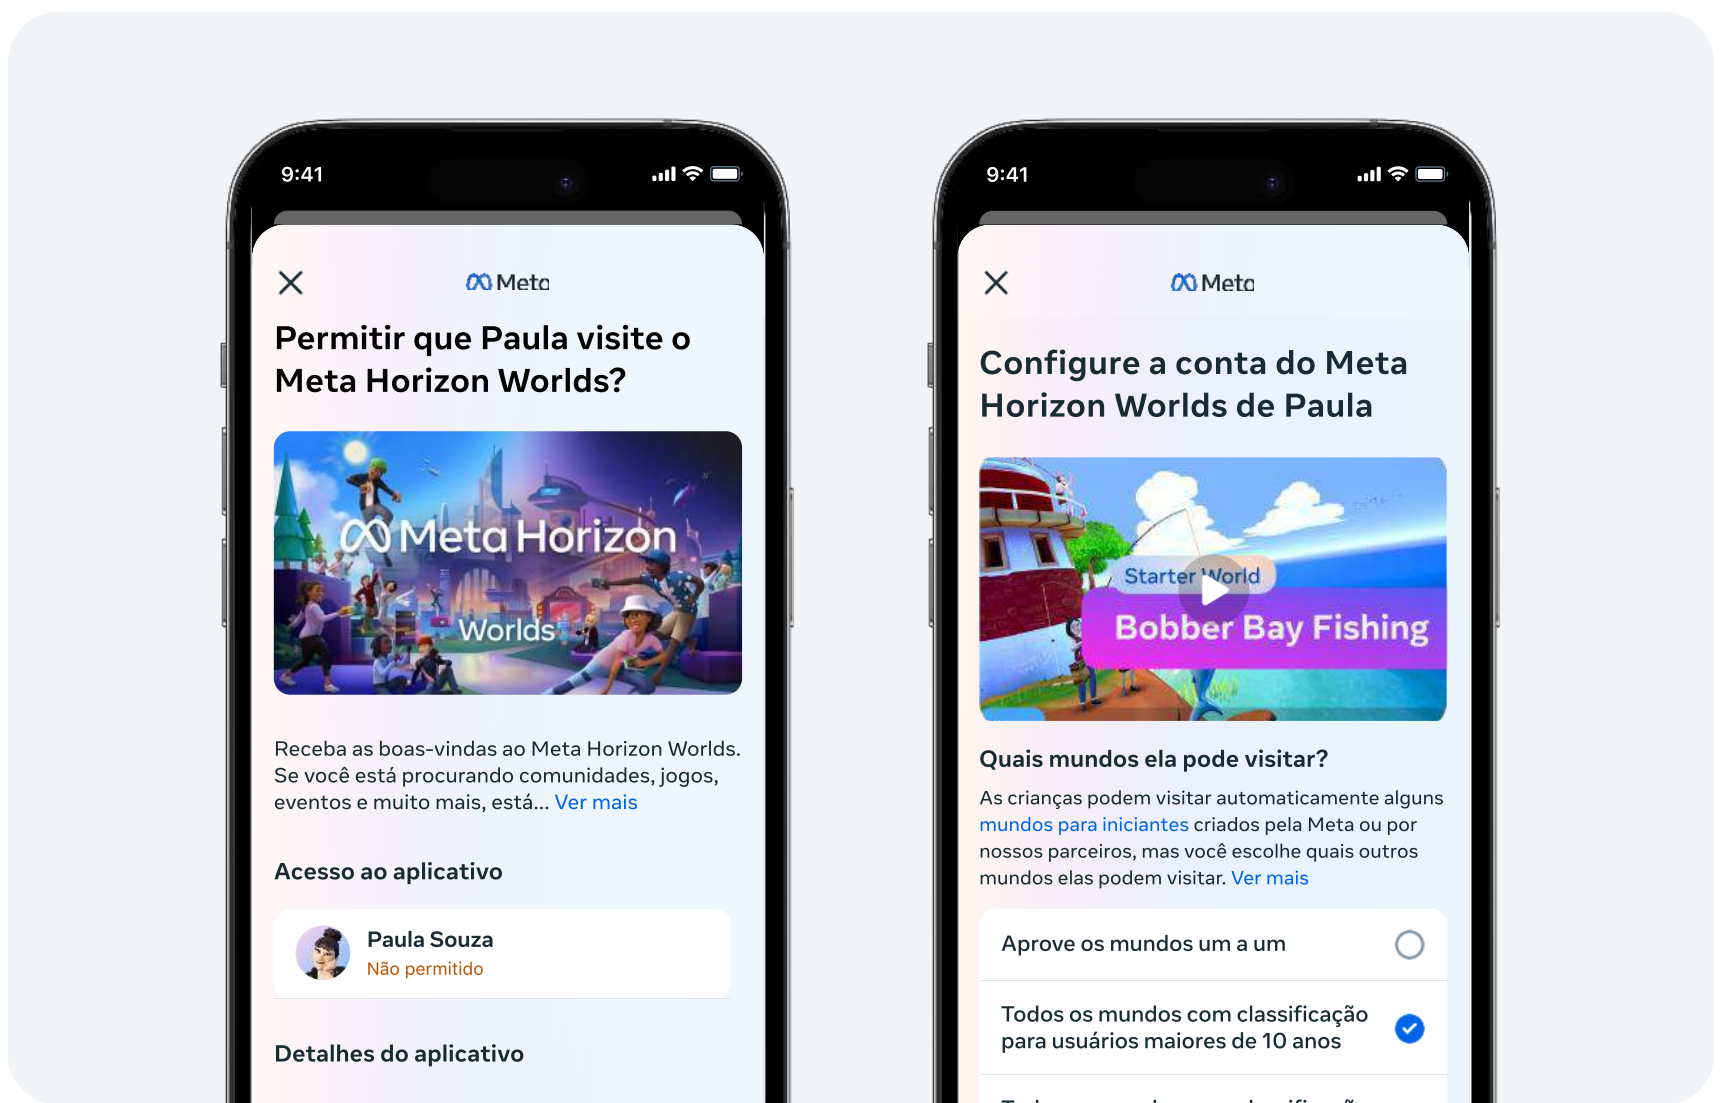 9:41
Meta
Permitir que Paula visite o
Meta Horizon Worlds?
Meta Horizon
Worlds
Receba as boas-vindas ao Meta Horizon Worlds.
Se você está procurando comunidades, jogos,
eventos e muito mais, está... Ver mais
Acesso ao aplicativo
Paula Souza
Não permitido
Detalhes do aplicativo
9:41
Meta
Configure a conta do Meta
Horizon Worlds de Paula
Starter World
Bobber Bay Fishing
Quais mundos ela pode visitar?
As crianças podem visitar automaticamente alguns
mundos para iniciantes criados pela Meta ou por
nossos parceiros, mas você escolhe quais outros
mundos elas podem visitar. Ver mais
Aprove os mundos um a um
Todos os mundos com classificação
para usuários maiores de 10 anos